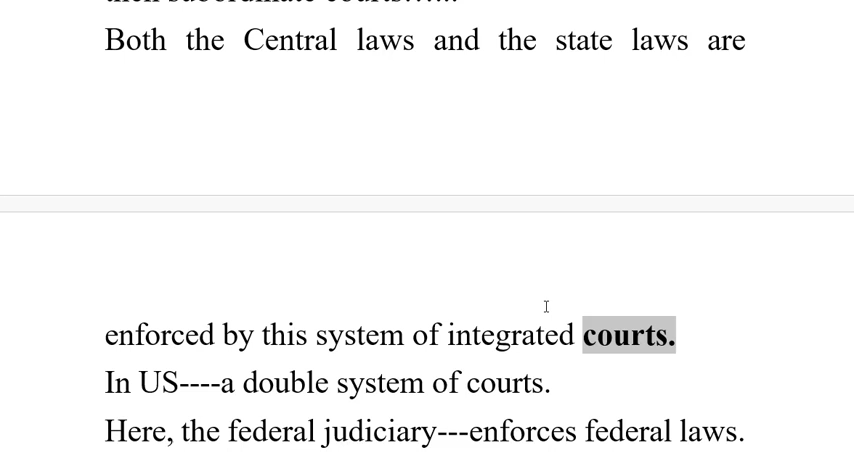 Both the Central laws and the state laws are
enforced by this system of integrated courts.
In US----a double system of courts.
Here, the federal judiciary---enforces federal laws.